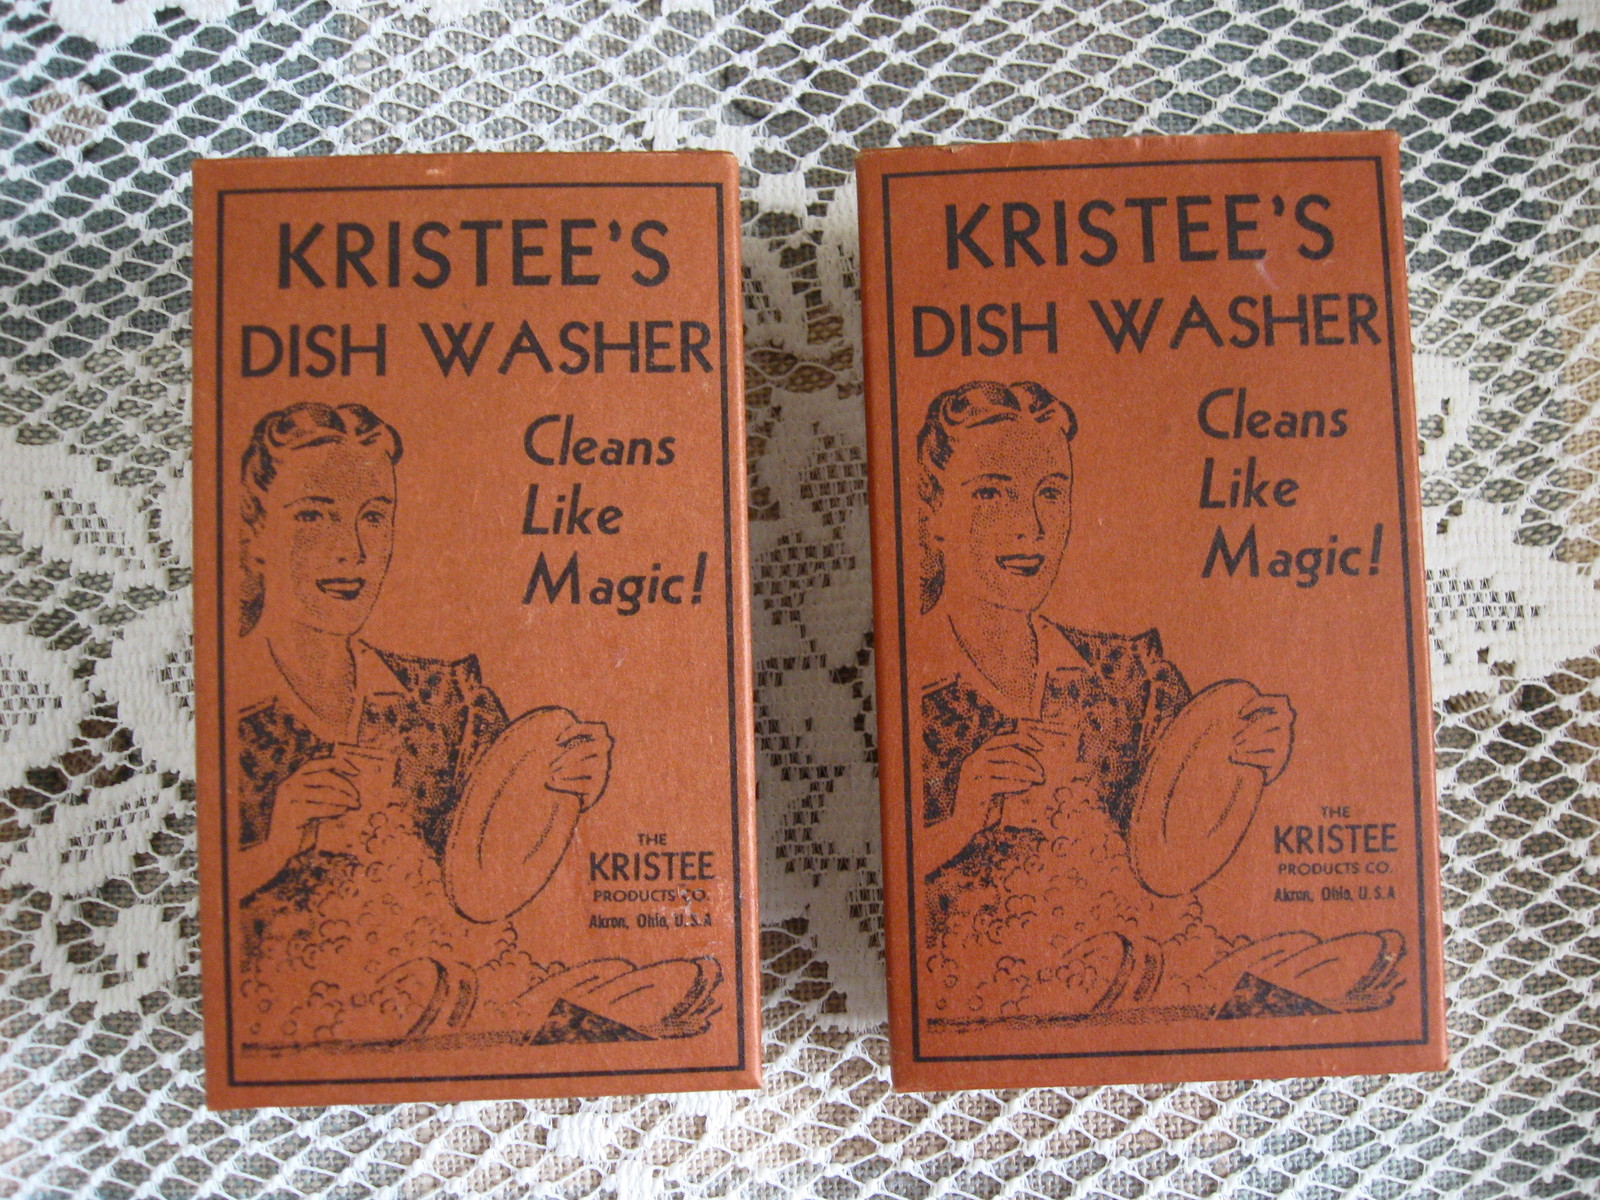 KRISTEE'S
DISH WASHER
Cleans
Like
Magic!
THE
KRISTEE
PRODUCTS CO.
Akron, Ohio, U.S.A
KRISTEE'S
DISH WASHER
Cleans
Like
Magic!
THE
KRISTEE
PRODUCTS CO.
Akron, Ohio, U.S.A